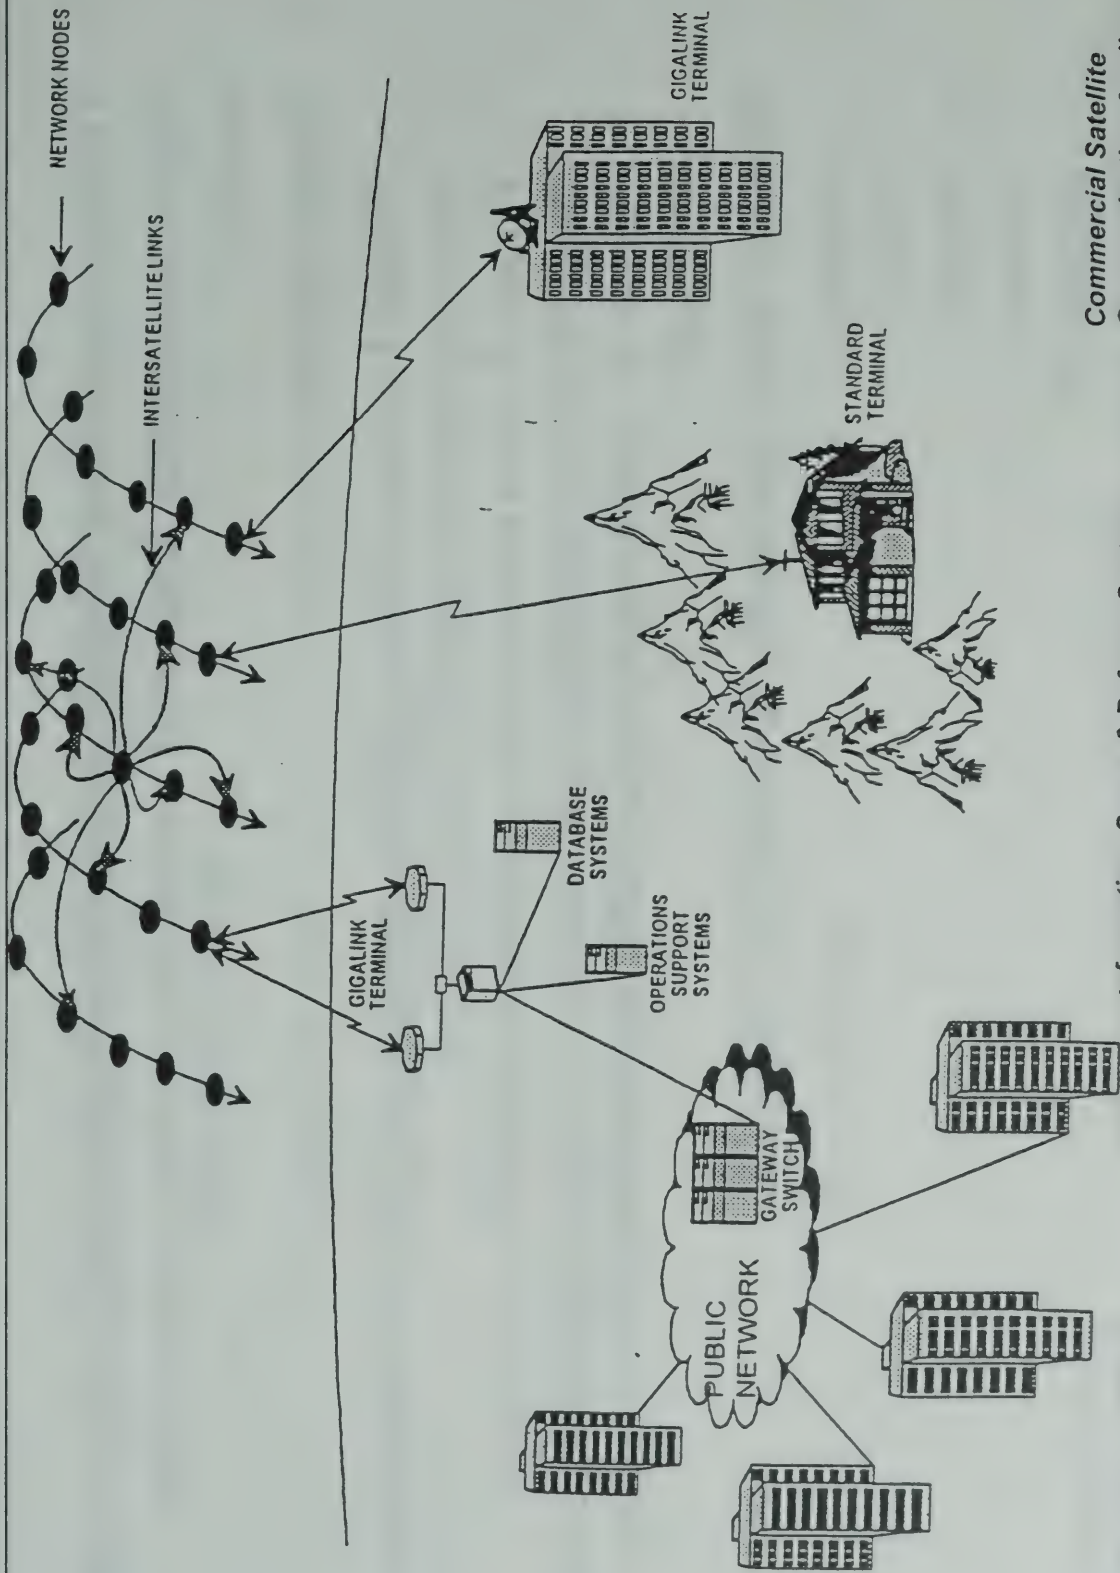 NETWORK NODES
INTERSATELLITE LINKS
GIGALINK
TERMINAL
STANDARD
TERMINAL
GIGALINK
TERMINAL
DATABASE
SYSTEMS
OPERATIONS
SUPPORT
SYSTEMS
GATEWAY
SWITCH
PUBLIC
NETWORK
Commercial Satellite